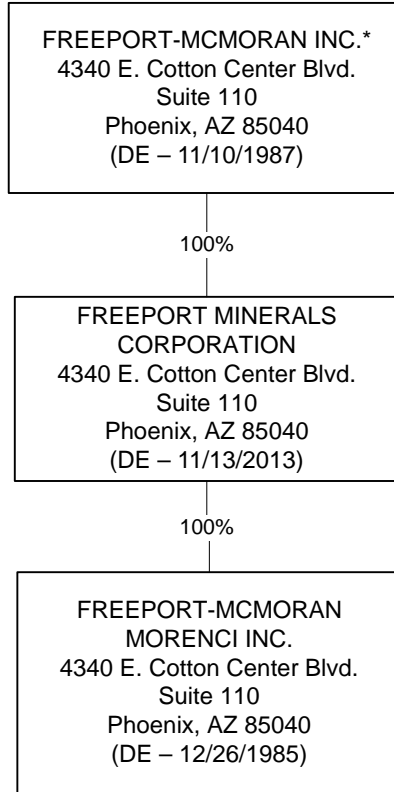 FREEPORT-MCMORAN INC.*
4340 E. Cotton Center Blvd.
Suite 110
Phoenix, AZ 85040
(DE – 11/10/1987)
100%
FREEPORT MINERALS
CORPORATION
4340 E. Cotton Center Blvd.
Suite 110
Phoenix, AZ 85040
(DE – 11/13/2013)
100%
FREEPORT-MCMORAN
MORENCI INC.
4340 E. Cotton Center Blvd.
Suite 110
Phoenix, AZ 85040
(DE – 12/26/1985)